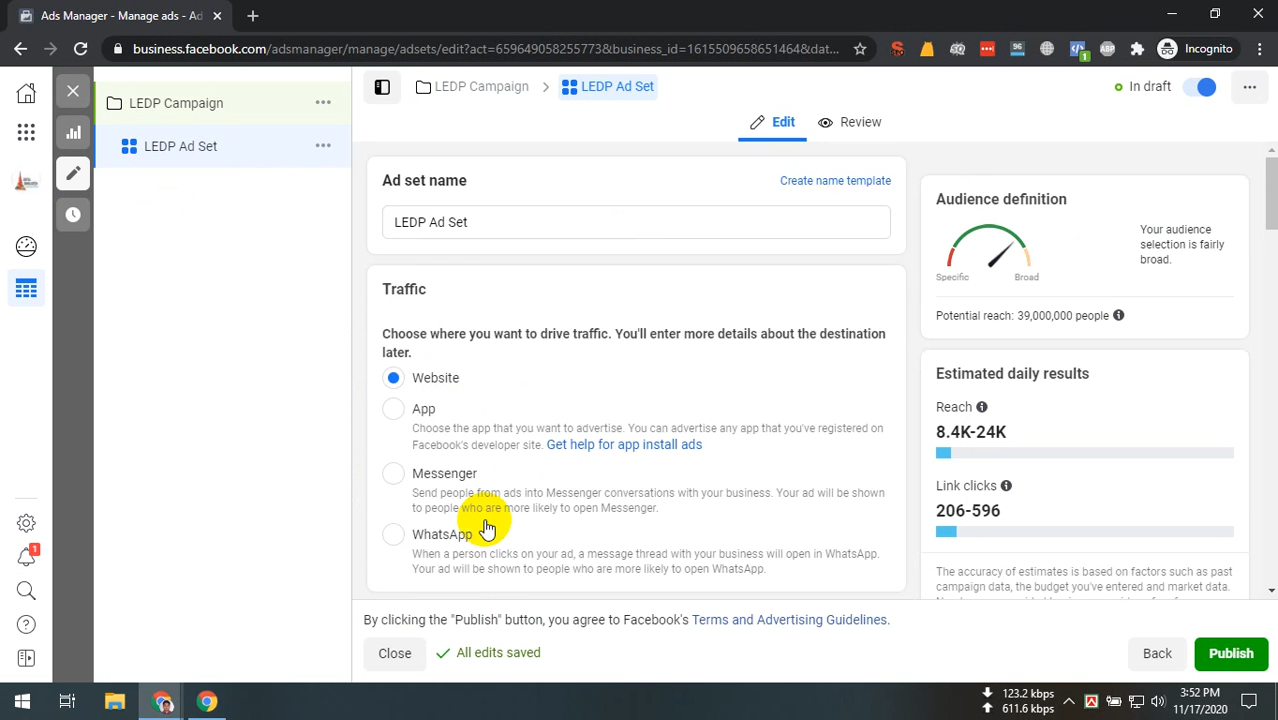 Ads Manager - Manage ads - Ad
business.facebook.com/adsmanager/manage/adsets/edit?act=659649058255773&business_id=161550965865146​4&dat...
Incognito
LEDP Campaign
LEDP Ad Set
LEDP Campaign > LEDP Ad Set
In draft
Edit
Review
Ad set name
Create name template
LEDP Ad Set
Traffic
Choose where you want to drive traffic. You'll enter more details about the destination
later.
Website
App
Choose the app that you want to advertise. You can advertise any app that you've registered on
Facebook's developer site. Get help for app install ads
Messenger
Send people from ads into Messenger conversations with your business. Your ad will be shown
to people who are more likely to open Messenger.
WhatsApp
When a person clicks on your ad, a message thread with your business will open in WhatsApp.
Your ad will be shown to people who are more likely to open WhatsApp.
Audience definition
Specific
Broad
Your audience
selection is fairly
broad.
Potential reach: 39,000,000 people
Estimated daily results
Reach
8.4K-24K
Link clicks
206-596
The accuracy of estimates is based on factors such as past
campaign data, the budget you've entered and market data.
By clicking the "Publish" button, you agree to Facebook's Terms and Advertising Guidelines.
Close
All edits saved
Back
Publish
1
96
1
ABP
123.2 kbps
611.6 kbps
3:52 PM
11/17/2020